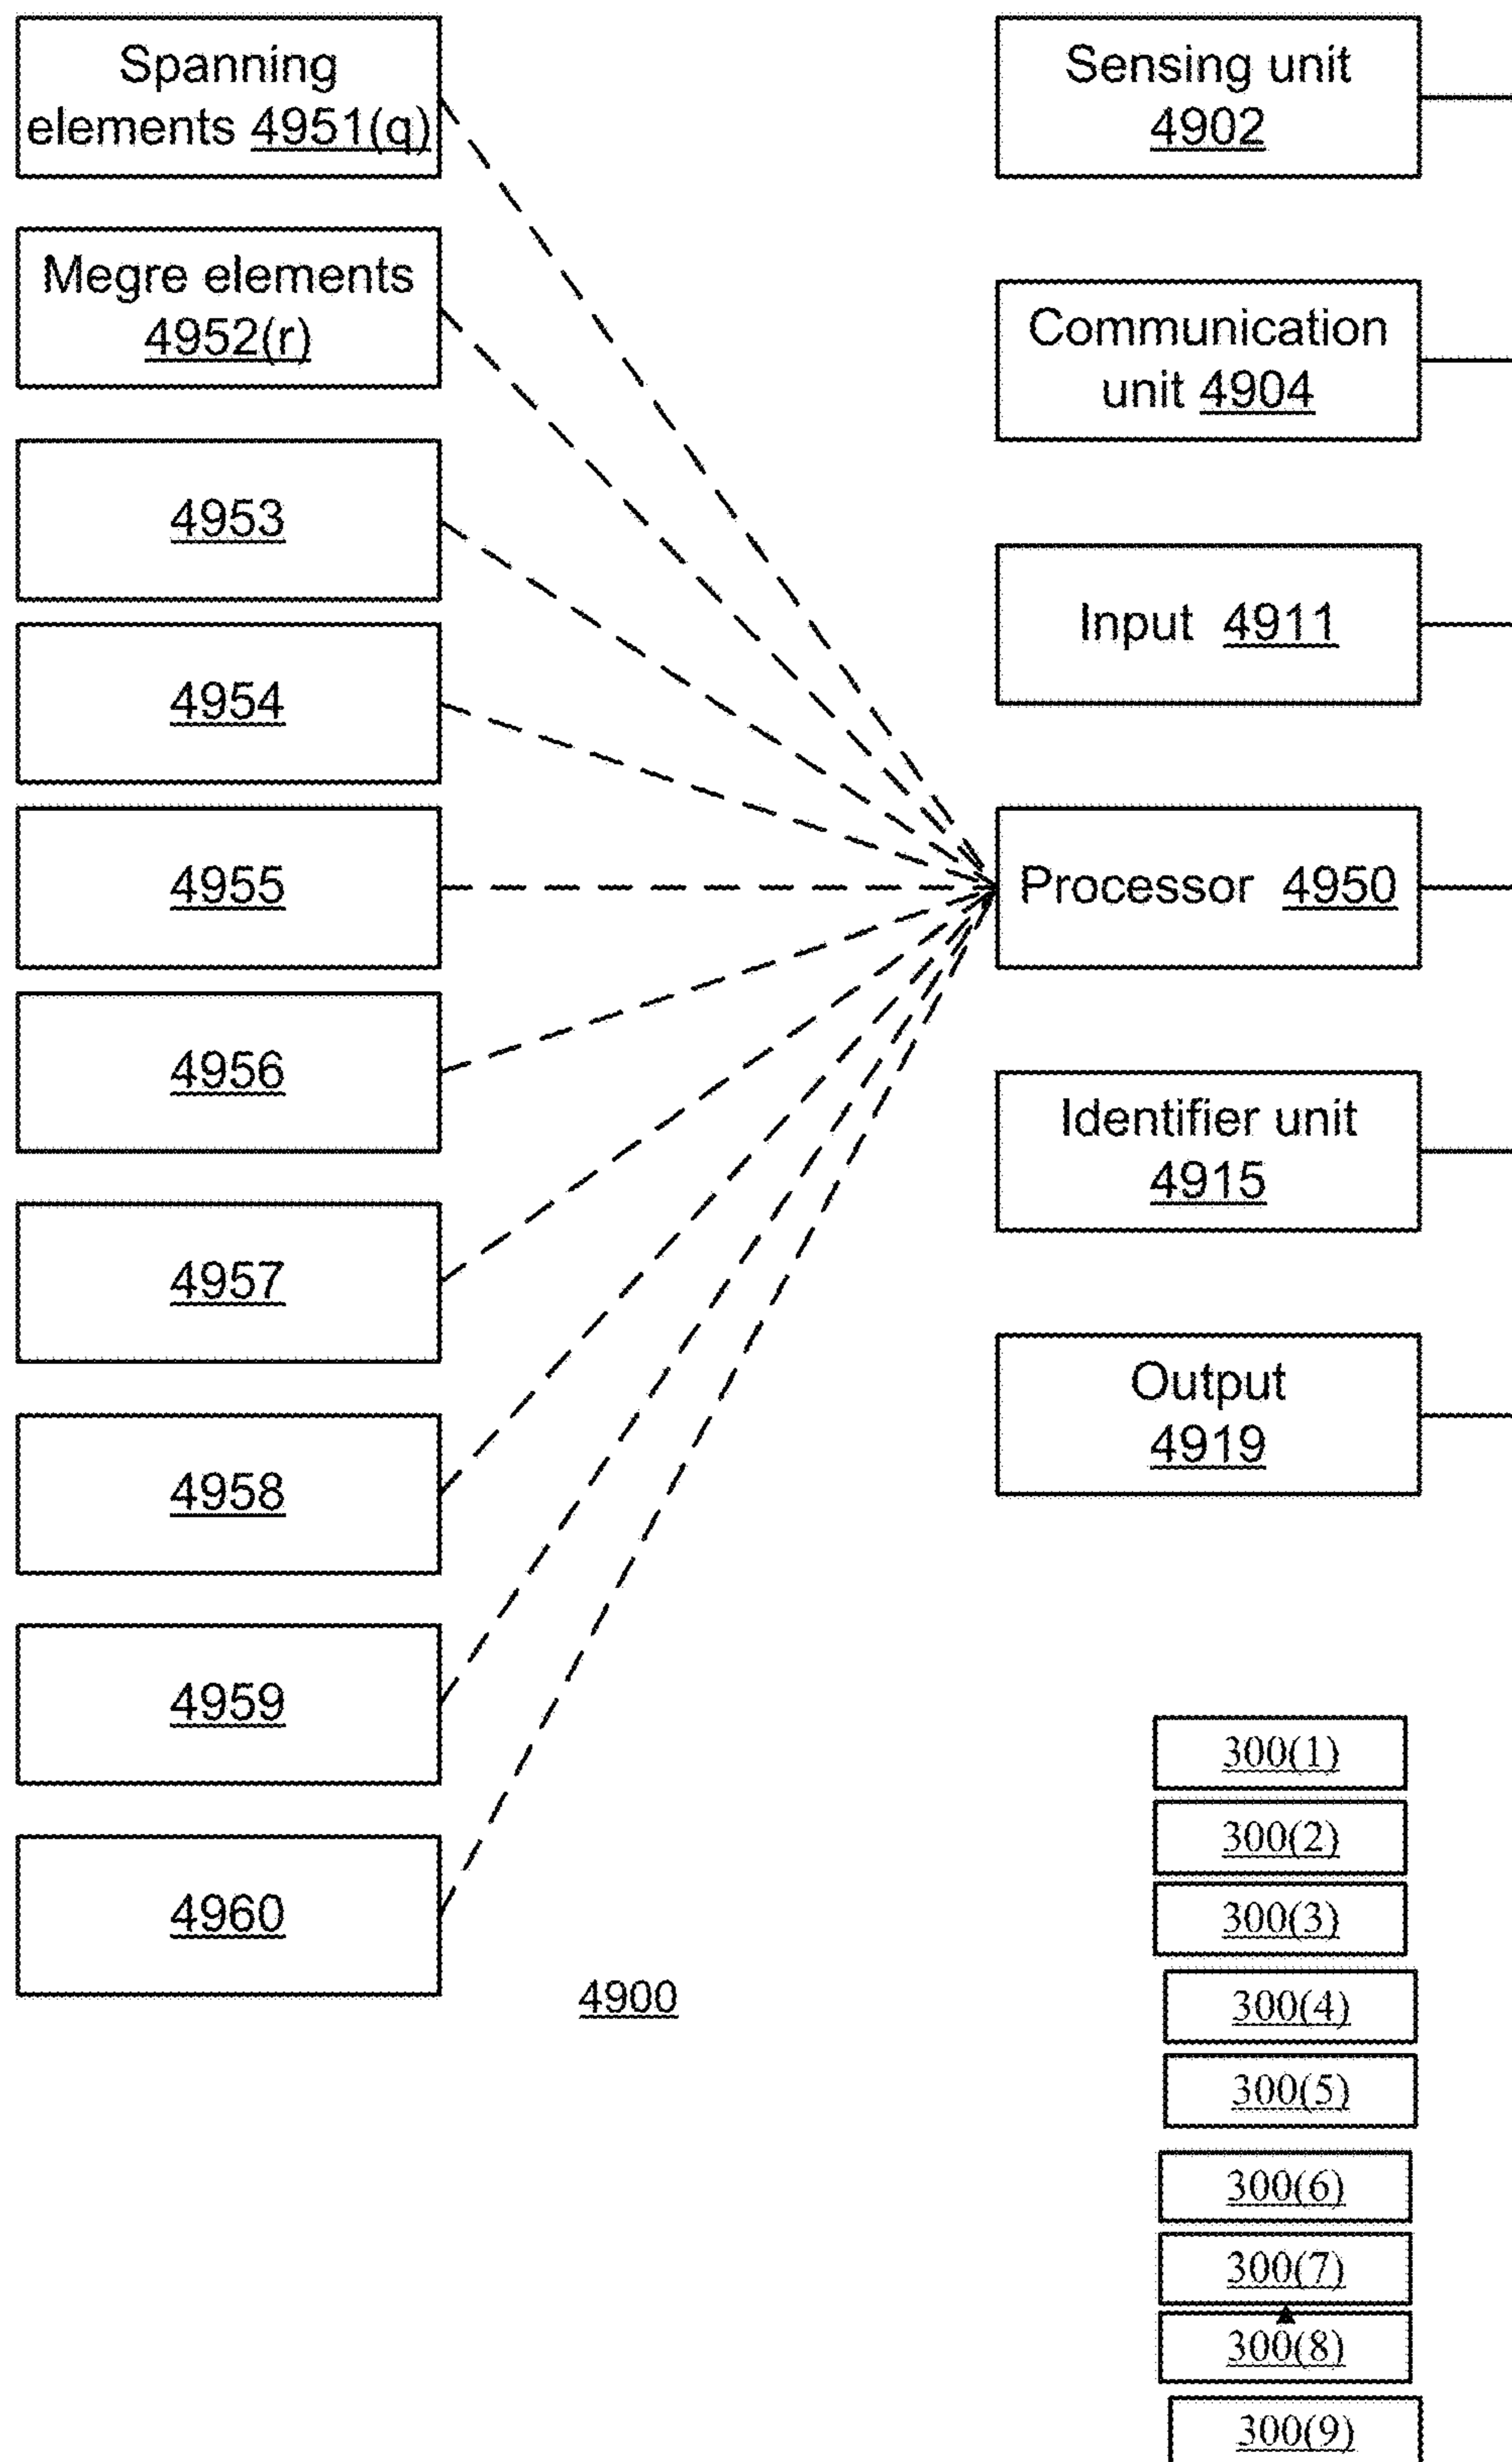 Spanning
elements 4951(q)
Megre elements
4952(r)
4953
4954
4955
4956
4957
4958
4959
4960
Sensing unit
4902
Communication
unit 4904
Input 4911
Processor 4950
Identifier unit
4915
Output
4919
4900
300(1)
300(2)
300(3)
300(4)
300(5)
300(6)
300(7)
300(8)
300(9)